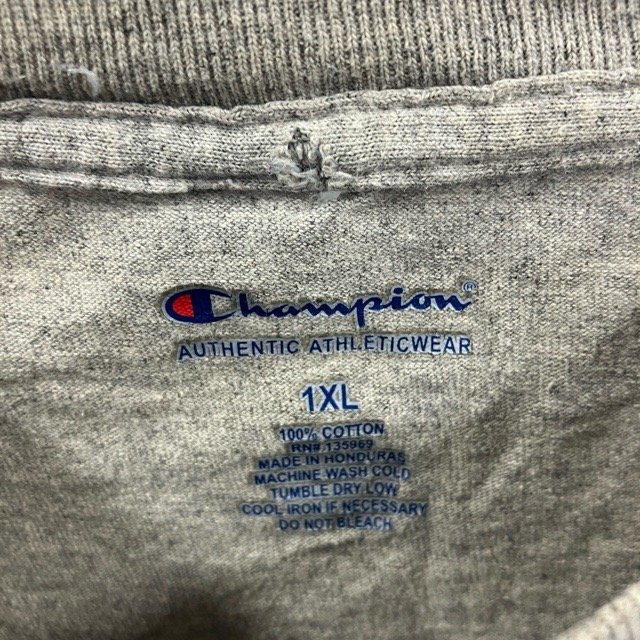 Champion®
AUTHENTIC ATHLETICWEAR
1XL
100% COTTON
RN# 135969
MADE IN HONDURAS
MACHINE WASH COLD
TUMBLE DRY LOW
COOL IRON IF NECESSARY
DO NOT BLEACH